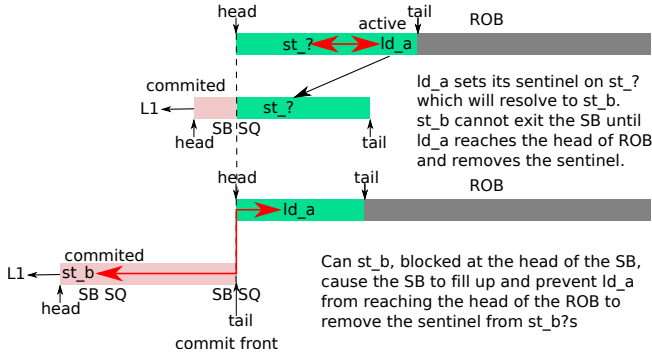 head
tail
ROB
active
st_?
ld_a
commited
st_?
L1
SB SQ
head
tail
ld_a sets its sentinel on st_?
which will resolve to st_b.
st_b cannot exit the SB until
ld_a reaches the head of ROB
and removes the sentinel.
head
tail
ROB
ld_a
commited
L1
st_b
SB SQ
SB SQ
head
tail
commit front
Can st_b, blocked at the head of the SB,
cause the SB to fill up and prevent ld_a
from reaching the head of the ROB to
remove the sentinel from st_b?s